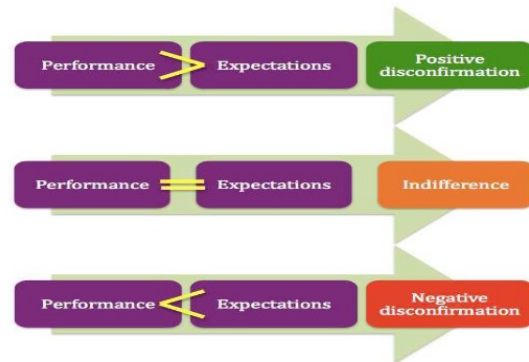 Performance > Expectations Positive
disconfirmation
Performance = Expectations Indifference
Performance < Expectations Negative
disconfirmation